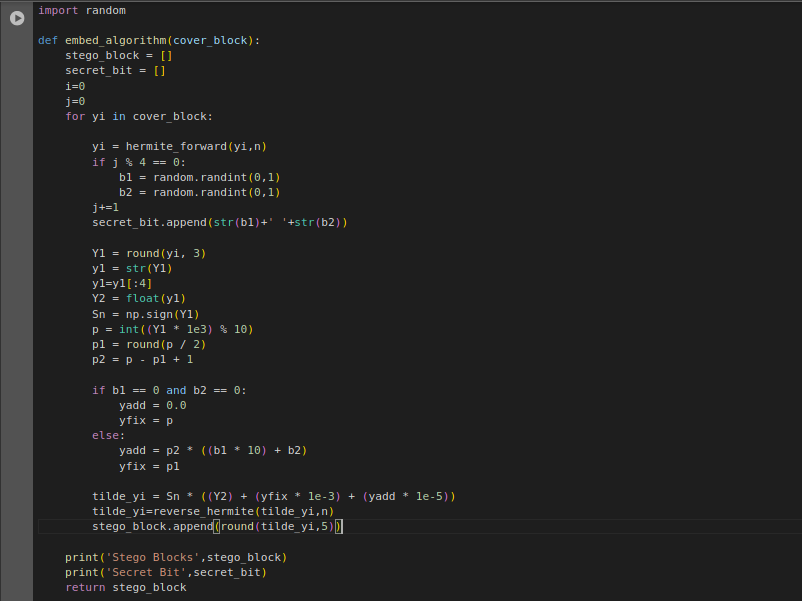 import random
def embed_algorithm(cover_block):
    stego_block = []
    secret_bit = []
    i=0
    j=0
    for yi in cover_block:
        yi = hermite_forward(yi,n)
        if j % 4 == 0:
            b1 = random.randint(0,1)
            b2 = random.randint(0,1)
        j+=1
        secret_bit.append(str(b1)+' '+str(b2))
        Y1 = round(yi, 3)
        y1 = str(Y1)
        y1=y1[:4]
        Y2 = float(y1)
        Sn = np.sign(Y1)
        p = int((Y1 * 1e3) % 10)
        p1 = round(p / 2)
        p2 = p - p1 + 1
        if b1 == 0 and b2 == 0:
            yadd = 0.0
            yfix = p
        else:
            yadd = p2 * ((b1 * 10) + b2)
            yfix = p1
        tilde_yi = Sn * ((Y2) + (yfix * 1e-3) + (yadd * 1e-5))
        tilde_yi=reverse_hermite(tilde_yi,n)
        stego_block.append(round(tilde_yi,5))
    print('Stego Blocks',stego_block)
    print('Secret Bit',secret_bit)
    return stego_block